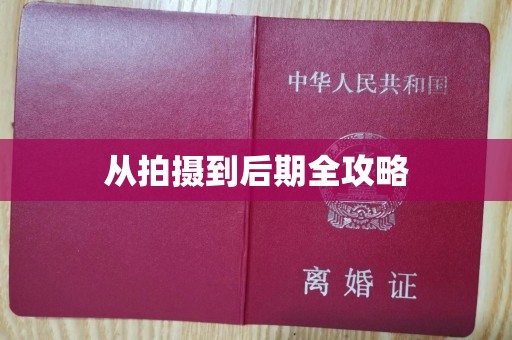 中华人民共和国
从拍摄到后期全攻略
离婚证